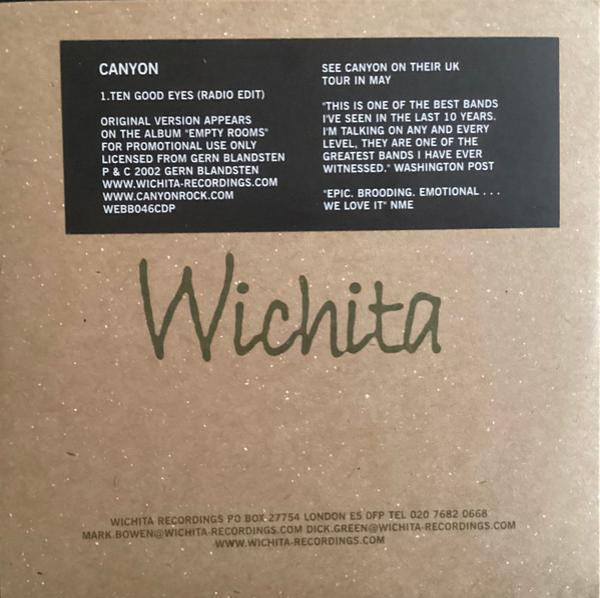 CANYON
1.TEN GOOD EYES (RADIO EDIT)
ORIGINAL VERSION APPEARS
ON THE ALBUM "EMPTY ROOMS"
FOR PROMOTIONAL USE ONLY
LICENSED FROM GERN BLANDSTEN
P & C 2002 GERN BLANDSTEN
WWW.WICHITA-RECORDINGS.COM
WWW.CANYONROCK.COM
WEBB046CDP
SEE CANYON ON THEIR UK
TOUR IN MAY
"THIS IS ONE OF THE BEST BANDS
I'VE SEEN IN THE LAST 10 YEARS.
I'M TALKING ON ANY AND EVERY
LEVEL, THEY ARE ONE OF THE
GREATEST BANDS I HAVE EVER
WITNESSED." WASHINGTON POST
"EPIC. BROODING. EMOTIONAL . . .
WE LOVE IT" NME
Wichita
WICHITA RECORDINGS PO BOX 27754 LONDON E5 0FP TEL 020 7682 0668
MARK.BOWEN@WICHITA-RECORDINGS.COM DICK.GREEN@WICHITA-RECORDINGS.COM
WWW.WICHITA-RECORDINGS.COM